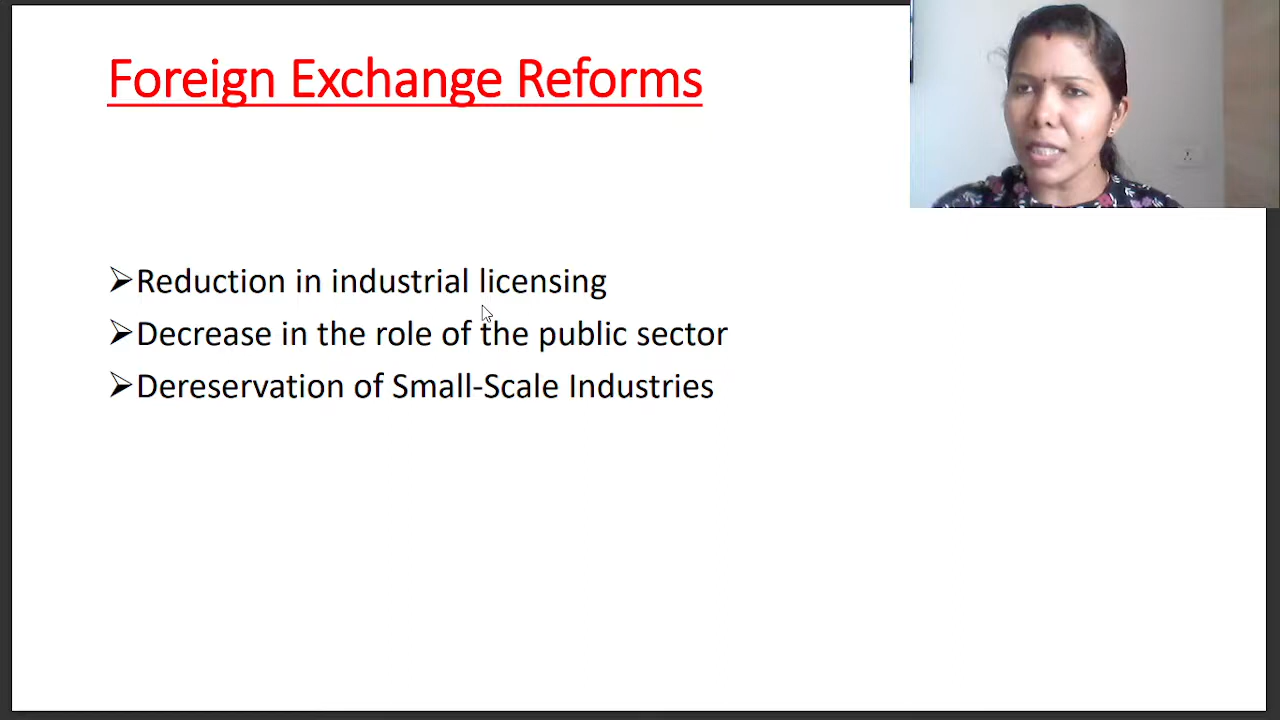 Foreign Exchange Reforms
➢Reduction in industrial licensing
➢Decrease in the role of the public sector
➢Dereservation of Small-Scale Industries